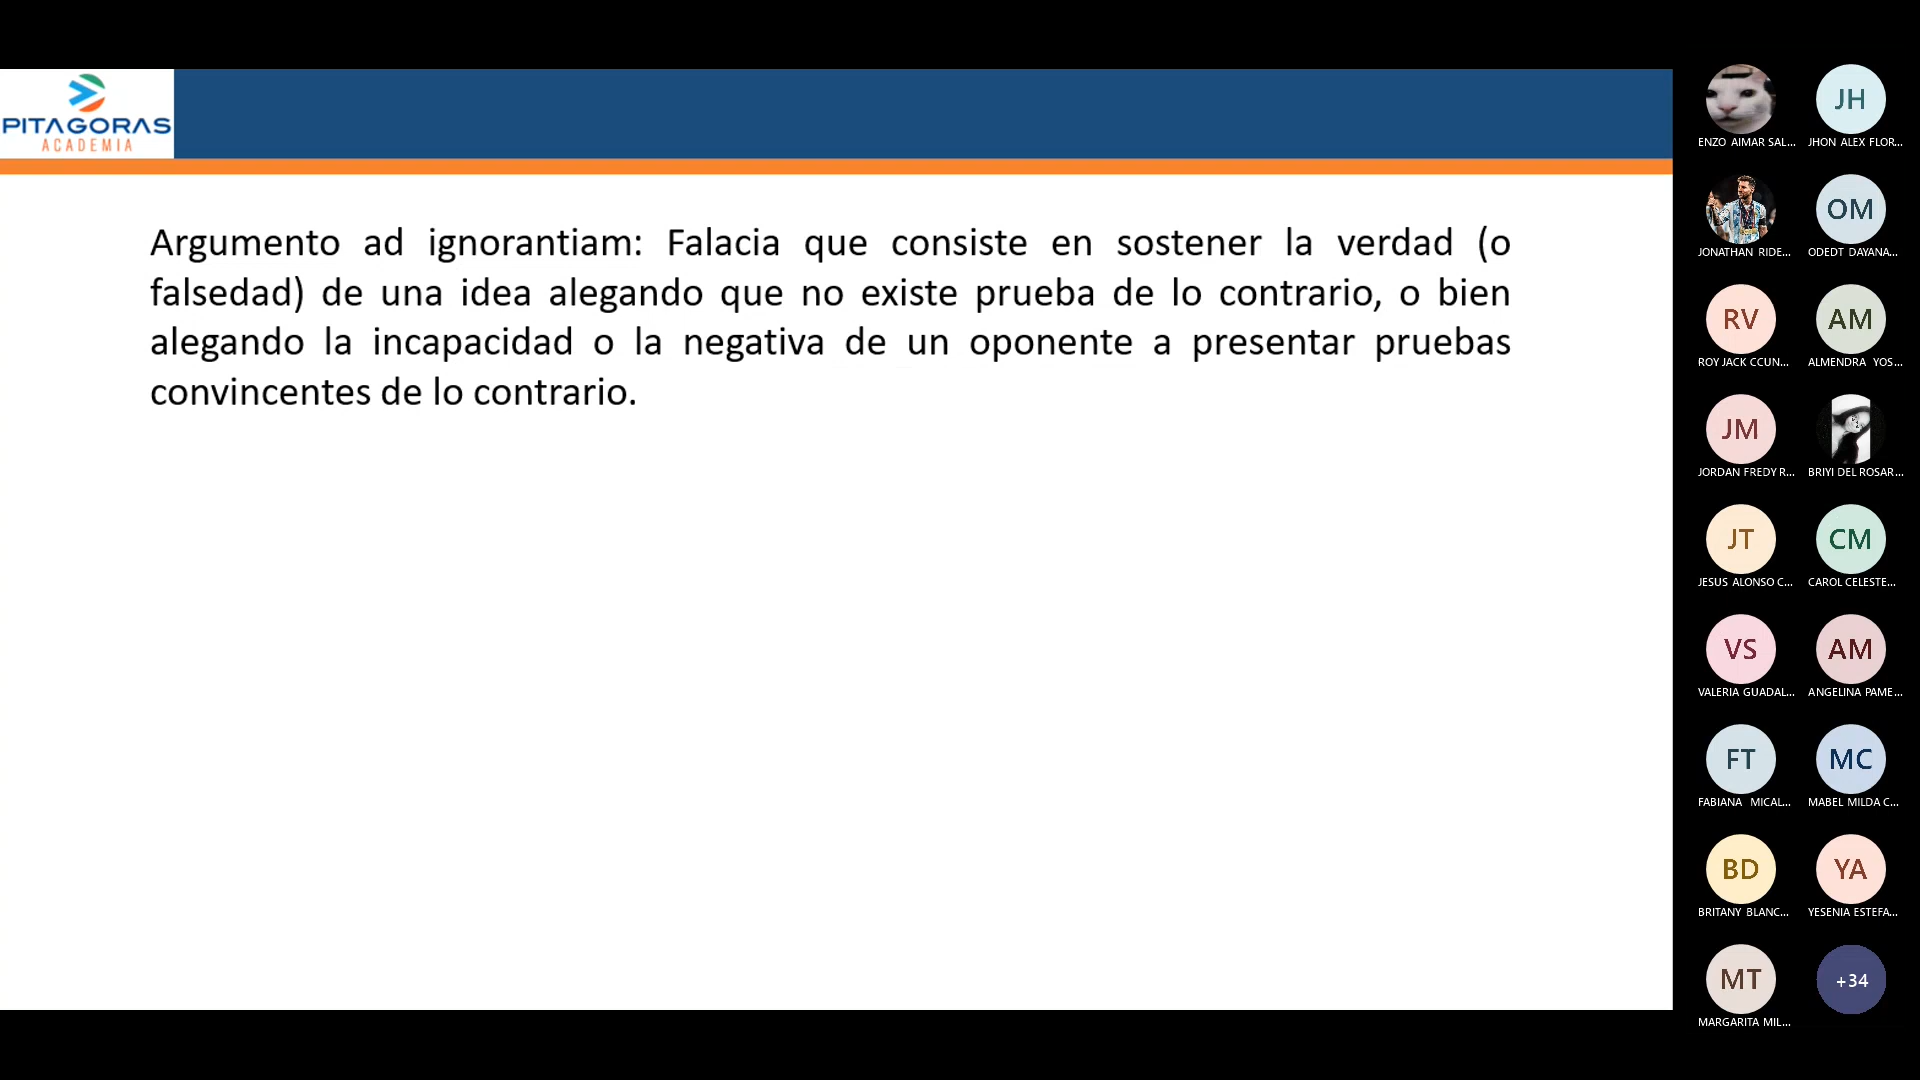 PITAGORAS
ACADEMIA
Argumento ad ignorantiam: Falacia que consiste en sostener la verdad (o
falsedad) de una idea alegando que no existe prueba de lo contrario, o bien
alegando la incapacidad o la negativa de un oponente a presentar pruebas
convincentes de lo contrario.
JH
ENZO AIMAR SAL... JHON ALEX FLOR...
OM
JONATHAN RIDE... ODEDT DAYANA...
RV AM
ROY JACK CCUN... ALMENDRA YOS...
JM
JORDAN FREDY R... BRIYI DEL ROSAR...
JT CM
JESUS ALONSO C... CAROL CELESTE...
VS AM
VALERIA GUADAL... ANGELINA PAME...
FT MC
FABIANA MICAL... MABEL MILDA C...
BD YA
BRITANY BLANC... YESENIA ESTEFA...
MT +34
MARGARITA MIL...